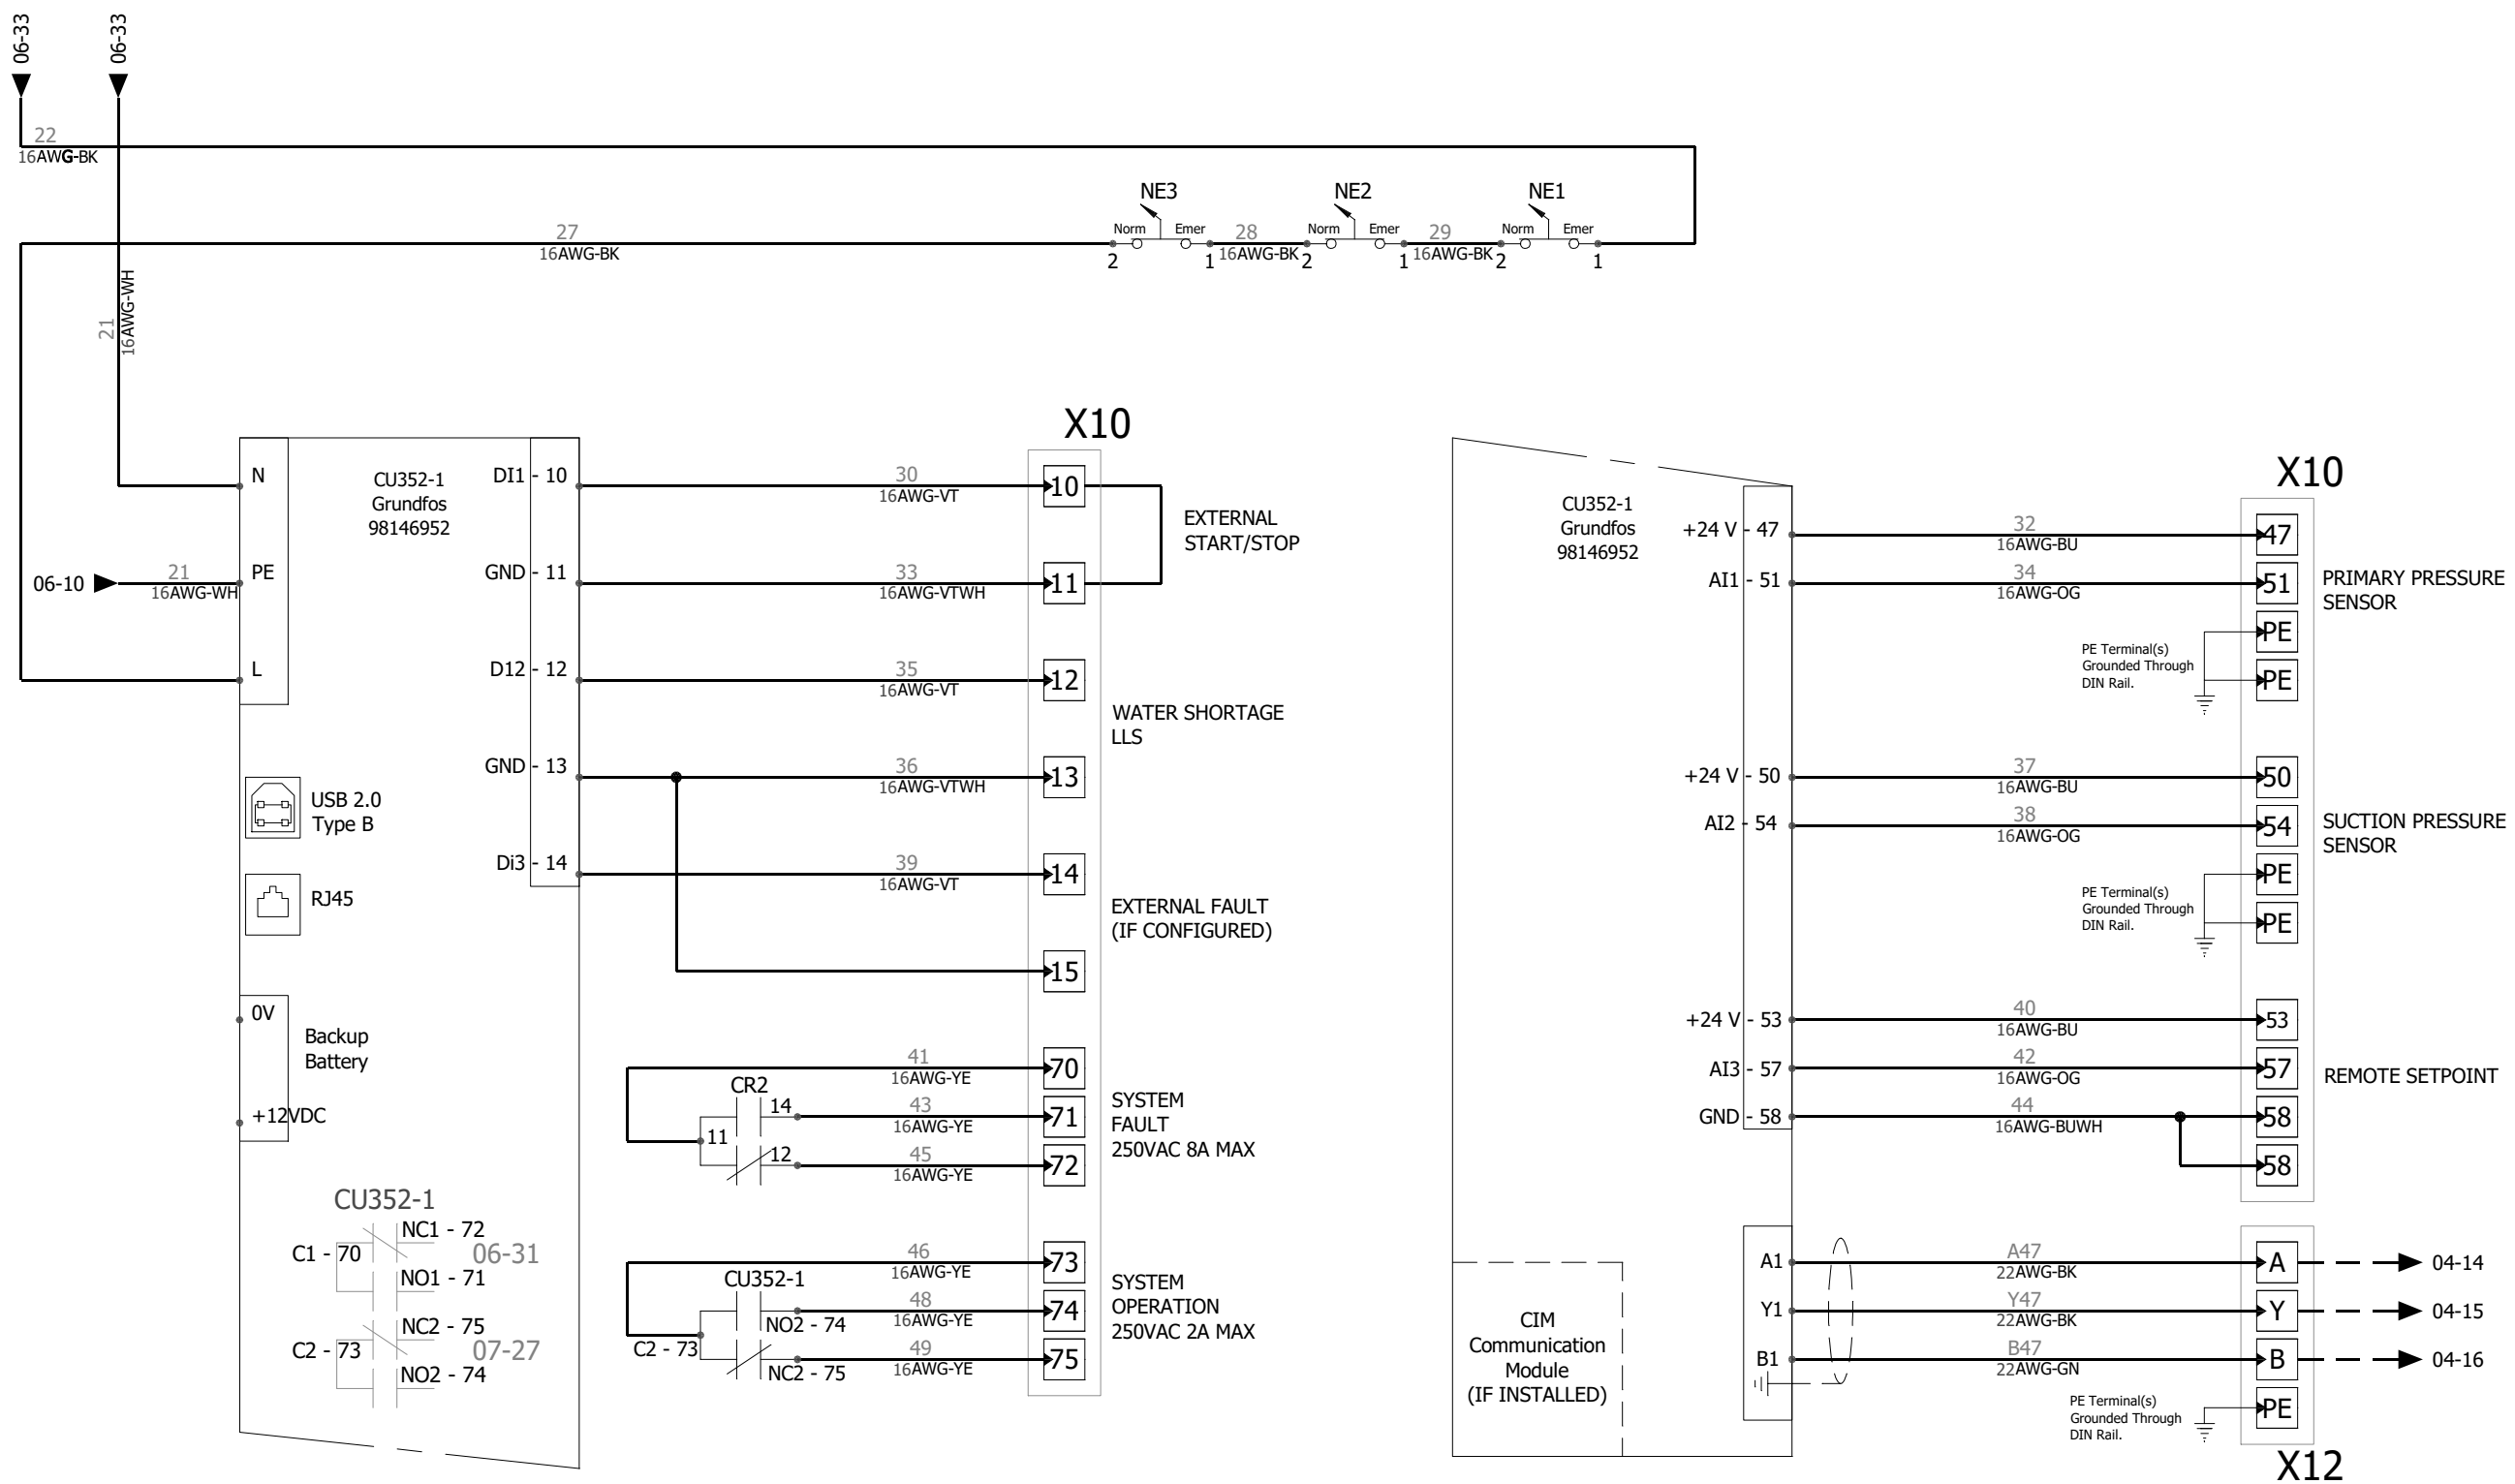 06-33
06-33
22
16AWG-BK
NE3
NE2
NE1
Norm
Emer
Norm
Emer
Norm
Emer
27
16AWG-BK
28
16AWG-BK
29
16AWG-BK
2
1
2
1
2
1
21
16AWG-WH
X10
N
CU352-1
Grundfos
98146952
DI1 - 10
30
16AWG-VT
10
EXTERNAL
START/STOP
06-10
21
16AWG-WH
PE
GND - 11
33
16AWG-VTWH
11
L
D12 - 12
35
16AWG-VT
12
WATER SHORTAGE
LLS
GND - 13
36
16AWG-VTWH
13
USB 2.0
Type B
Di3 - 14
39
16AWG-VT
14
RJ45
EXTERNAL FAULT
(IF CONFIGURED)
15
0V
Backup
Battery
+12VDC
41
16AWG-YE
70
CR2
14
43
16AWG-YE
71
11
12
45
16AWG-YE
72
SYSTEM
FAULT
250VAC 8A MAX
CU352-1
NC1 - 72
C1 - 70
06-31
NO1 - 71
NC2 - 75
C2 - 73
07-27
NO2 - 74
46
16AWG-YE
73
CU352-1
48
16AWG-YE
74
NO2 - 74
C2 - 73
49
16AWG-YE
75
NC2 - 75
SYSTEM
OPERATION
250VAC 2A MAX
X10
CU352-1
Grundfos
98146952
+24 V - 47
32
16AWG-BU
47
AI1 - 51
34
16AWG-OG
51
PRIMARY PRESSURE
SENSOR
PE
PE
PE Terminal(s)
Grounded Through
DIN Rail.
+24 V - 50
37
16AWG-BU
50
AI2 - 54
38
16AWG-OG
54
SUCTION PRESSURE
SENSOR
PE
PE
PE Terminal(s)
Grounded Through
DIN Rail.
+24 V - 53
40
16AWG-BU
53
AI3 - 57
42
16AWG-OG
57
REMOTE SETPOINT
GND - 58
44
16AWG-BUWH
58
58
A1
A47
22AWG-BK
A
04-14
Y1
Y47
22AWG-BK
Y
04-15
B1
B47
22AWG-GN
B
04-16
CIM
Communication
Module
(IF INSTALLED)
PE Terminal(s)
Grounded Through
DIN Rail.
PE
X12